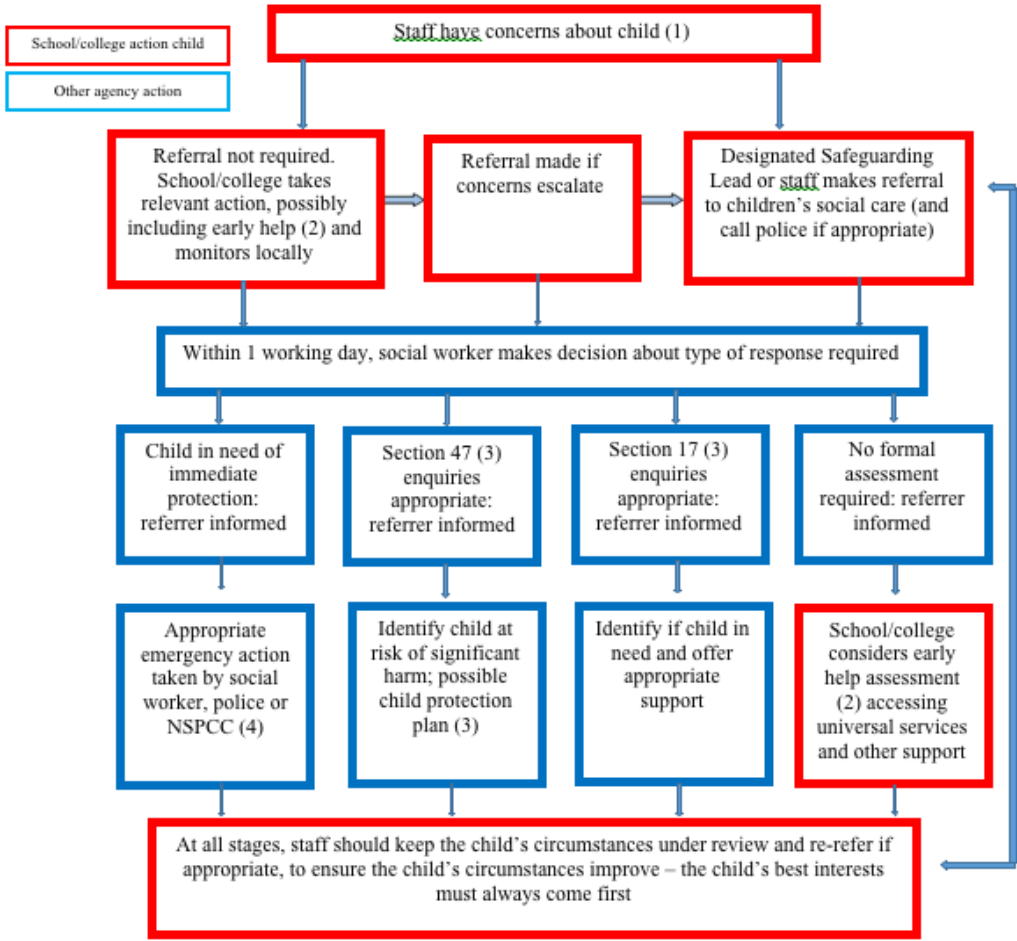 School/college action child
Other agency action
Staff have concerns about child (1)
Referral not required.
School/college takes
relevant action, possibly
including early help (2) and
monitors locally
Referral made if
concerns escalate
Designated Safeguarding
Lead or staff makes referral
to children’s social care (and
call police if appropriate)
Within 1 working day, social worker makes decision about type of response required
Child in need of
immediate
protection:
referrer informed
Section 47 (3)
enquiries
appropriate:
referrer informed
Section 17 (3)
enquiries
appropriate:
referrer informed
No formal
assessment
required: referrer
informed
Appropriate
emergency action
taken by social
worker, police or
NSPCC (4)
Identify child at
risk of significant
harm; possible
child protection
plan (3)
Identify if child in
need and offer
appropriate
support
School/college
considers early
help assessment
(2) accessing
universal services
and other support
At all stages, staff should keep the child’s circumstances under review and re-refer if
appropriate, to ensure the child’s circumstances improve – the child’s best interests
must always come first